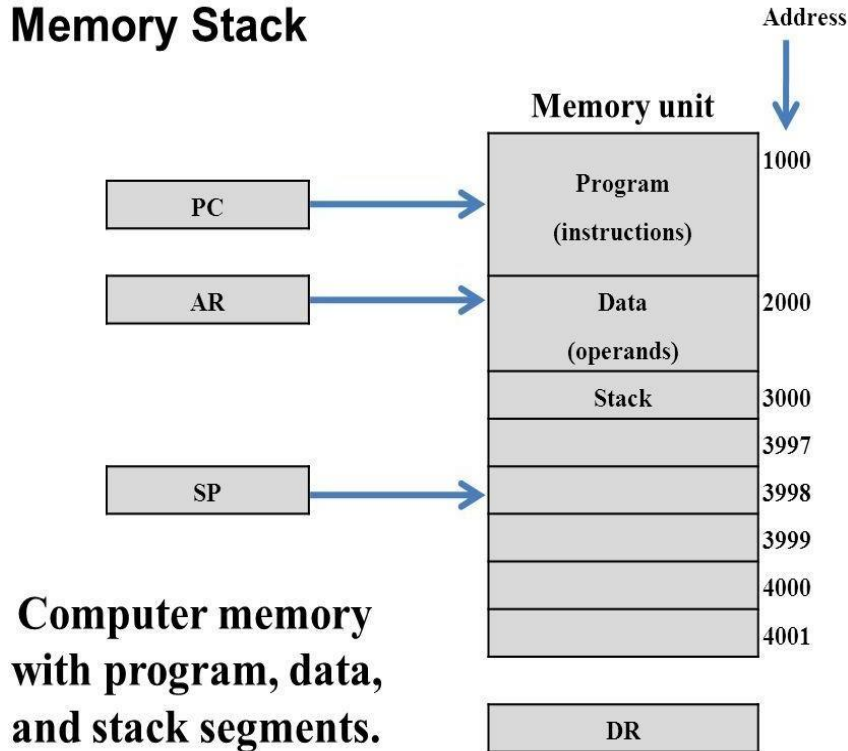 Memory Stack
Address
Memory unit
1000
Program
(instructions)
PC
AR
Data
2000
(operands)
Stack
3000
3997
SP
3998
3999
4000
4001
Computer memory
with program, data,
and stack segments.
DR